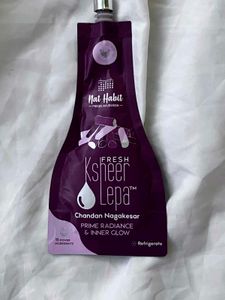 Nat Habit
FRESH
Ksheer
Lepa™
Chandan Nagakesar
PRIME RADIANCE
& INNER GLOW
Refrigerate